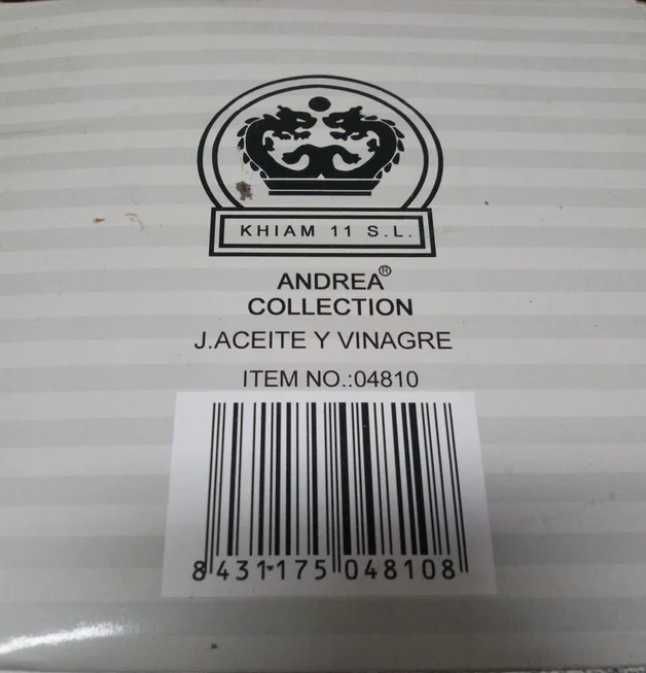 KHIAM 11 S.L.
ANDREA®
COLLECTION
J.ACEITE Y VINAGRE
ITEM NO.:04810
8 431175 048108